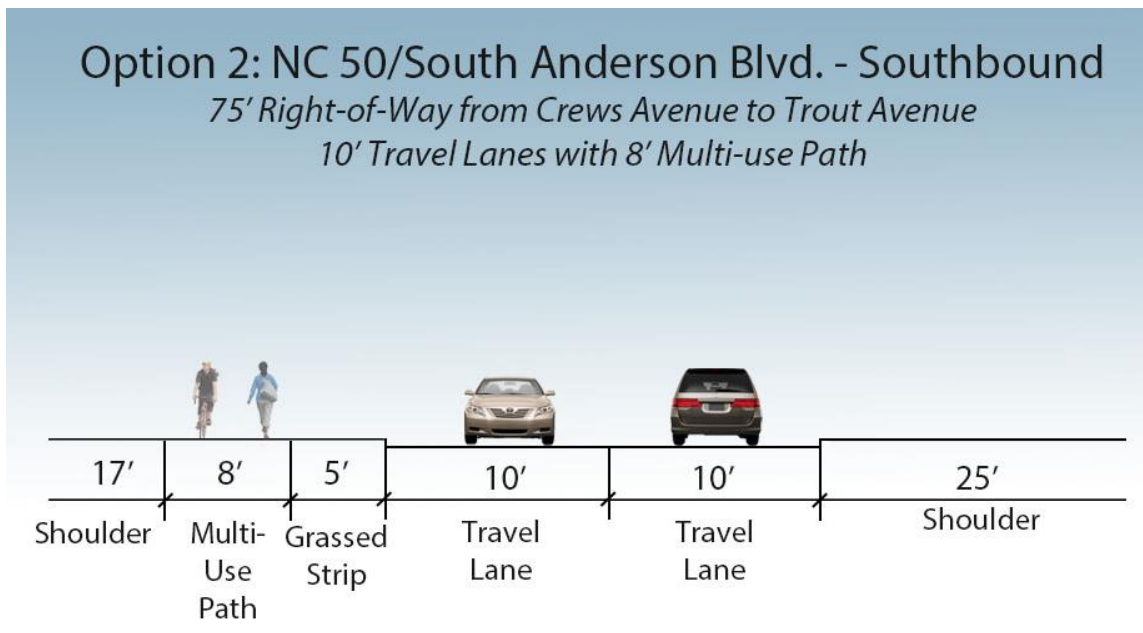 Option 2: NC 50/South Anderson Blvd. - Southbound
75' Right-of-Way from Crews Avenue to Trout Avenue
10' Travel Lanes with 8' Multi-use Path
17'
8'
5'
10'
10'
25'
Shoulder
Multi-
Use
Path
Grassed
Strip
Travel
Lane
Travel
Lane
Shoulder